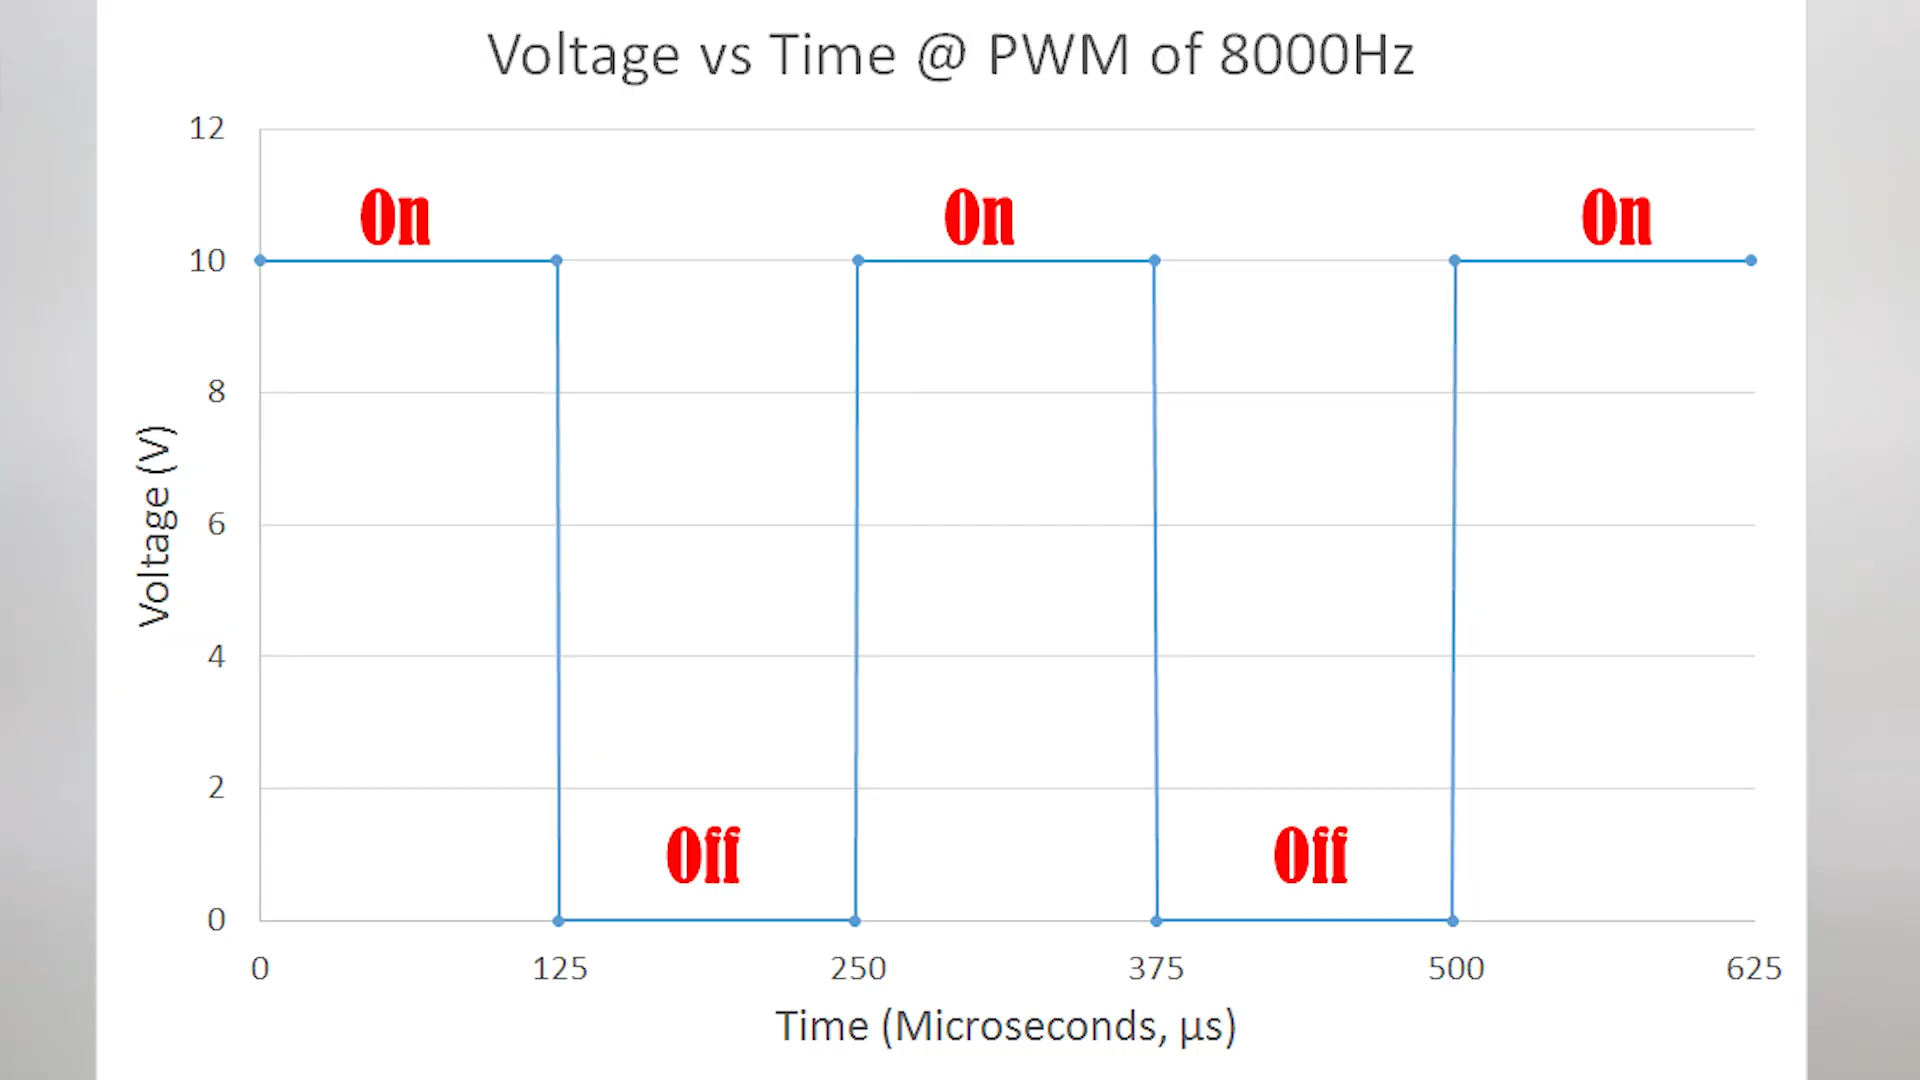 Voltage vs Time @ PWM of 8000Hz
12
On On On
10
8
Voltage (V)
6
4
2
Off Off
0
0 125 250 375 500 625
Time (Microseconds, µs)